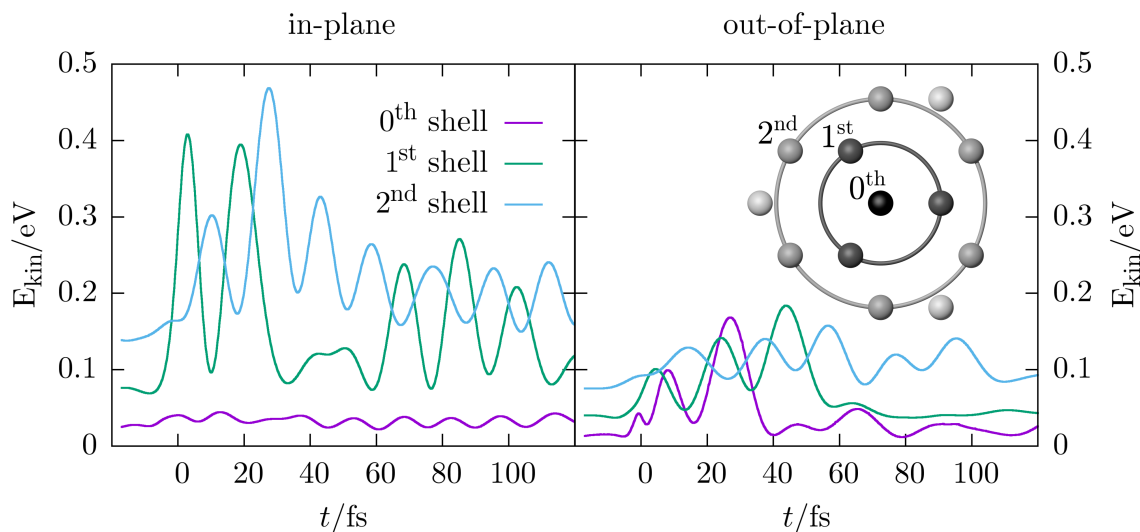 in-plane
out-of-plane
E_kin/eV
0.5
0.4
0.3
0.2
0.1
0
0th shell
1st shell
2nd shell
0 20 40 60 80 100
t/fs
2nd
1st
0th
0.5
0.4
0.3
0.2
0.1
0
E_kin/eV
0 20 40 60 80 100
t/fs